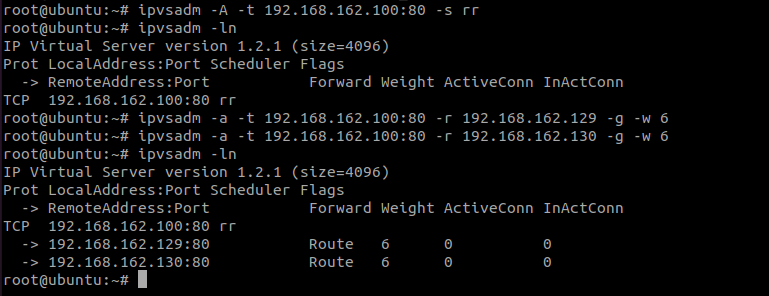 root@ubuntu:~# ipvsadm -A -t 192.168.162.100:80 -s rr
root@ubuntu:~# ipvsadm -ln
IP Virtual Server version 1.2.1 (size=4096)
Prot LocalAddress:Port Scheduler Flags
  -> RemoteAddress:Port           Forward Weight ActiveConn InActConn
TCP  192.168.162.100:80 rr
root@ubuntu:~# ipvsadm -a -t 192.168.162.100:80 -r 192.168.162.129 -g -w 6
root@ubuntu:~# ipvsadm -a -t 192.168.162.100:80 -r 192.168.162.130 -g -w 6
root@ubuntu:~# ipvsadm -ln
IP Virtual Server version 1.2.1 (size=4096)
Prot LocalAddress:Port Scheduler Flags
  -> RemoteAddress:Port           Forward Weight ActiveConn InActConn
TCP  192.168.162.100:80 rr
  -> 192.168.162.129:80           Route   6      0          0
  -> 192.168.162.130:80           Route   6      0          0
root@ubuntu:~#